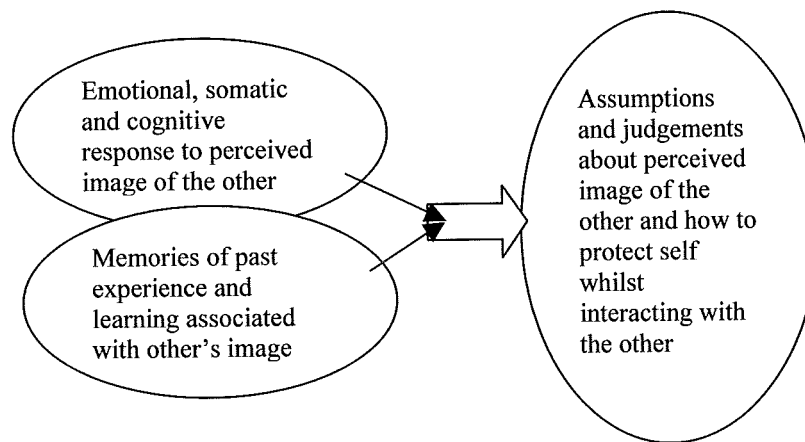 Emotional, somatic
and cognitive
response to perceived
image of the other
Memories of past
experience and
learning associated
with other's image
Assumptions
and judgements
about perceived
image of the
other and how to
protect self
whilst
interacting with
the other